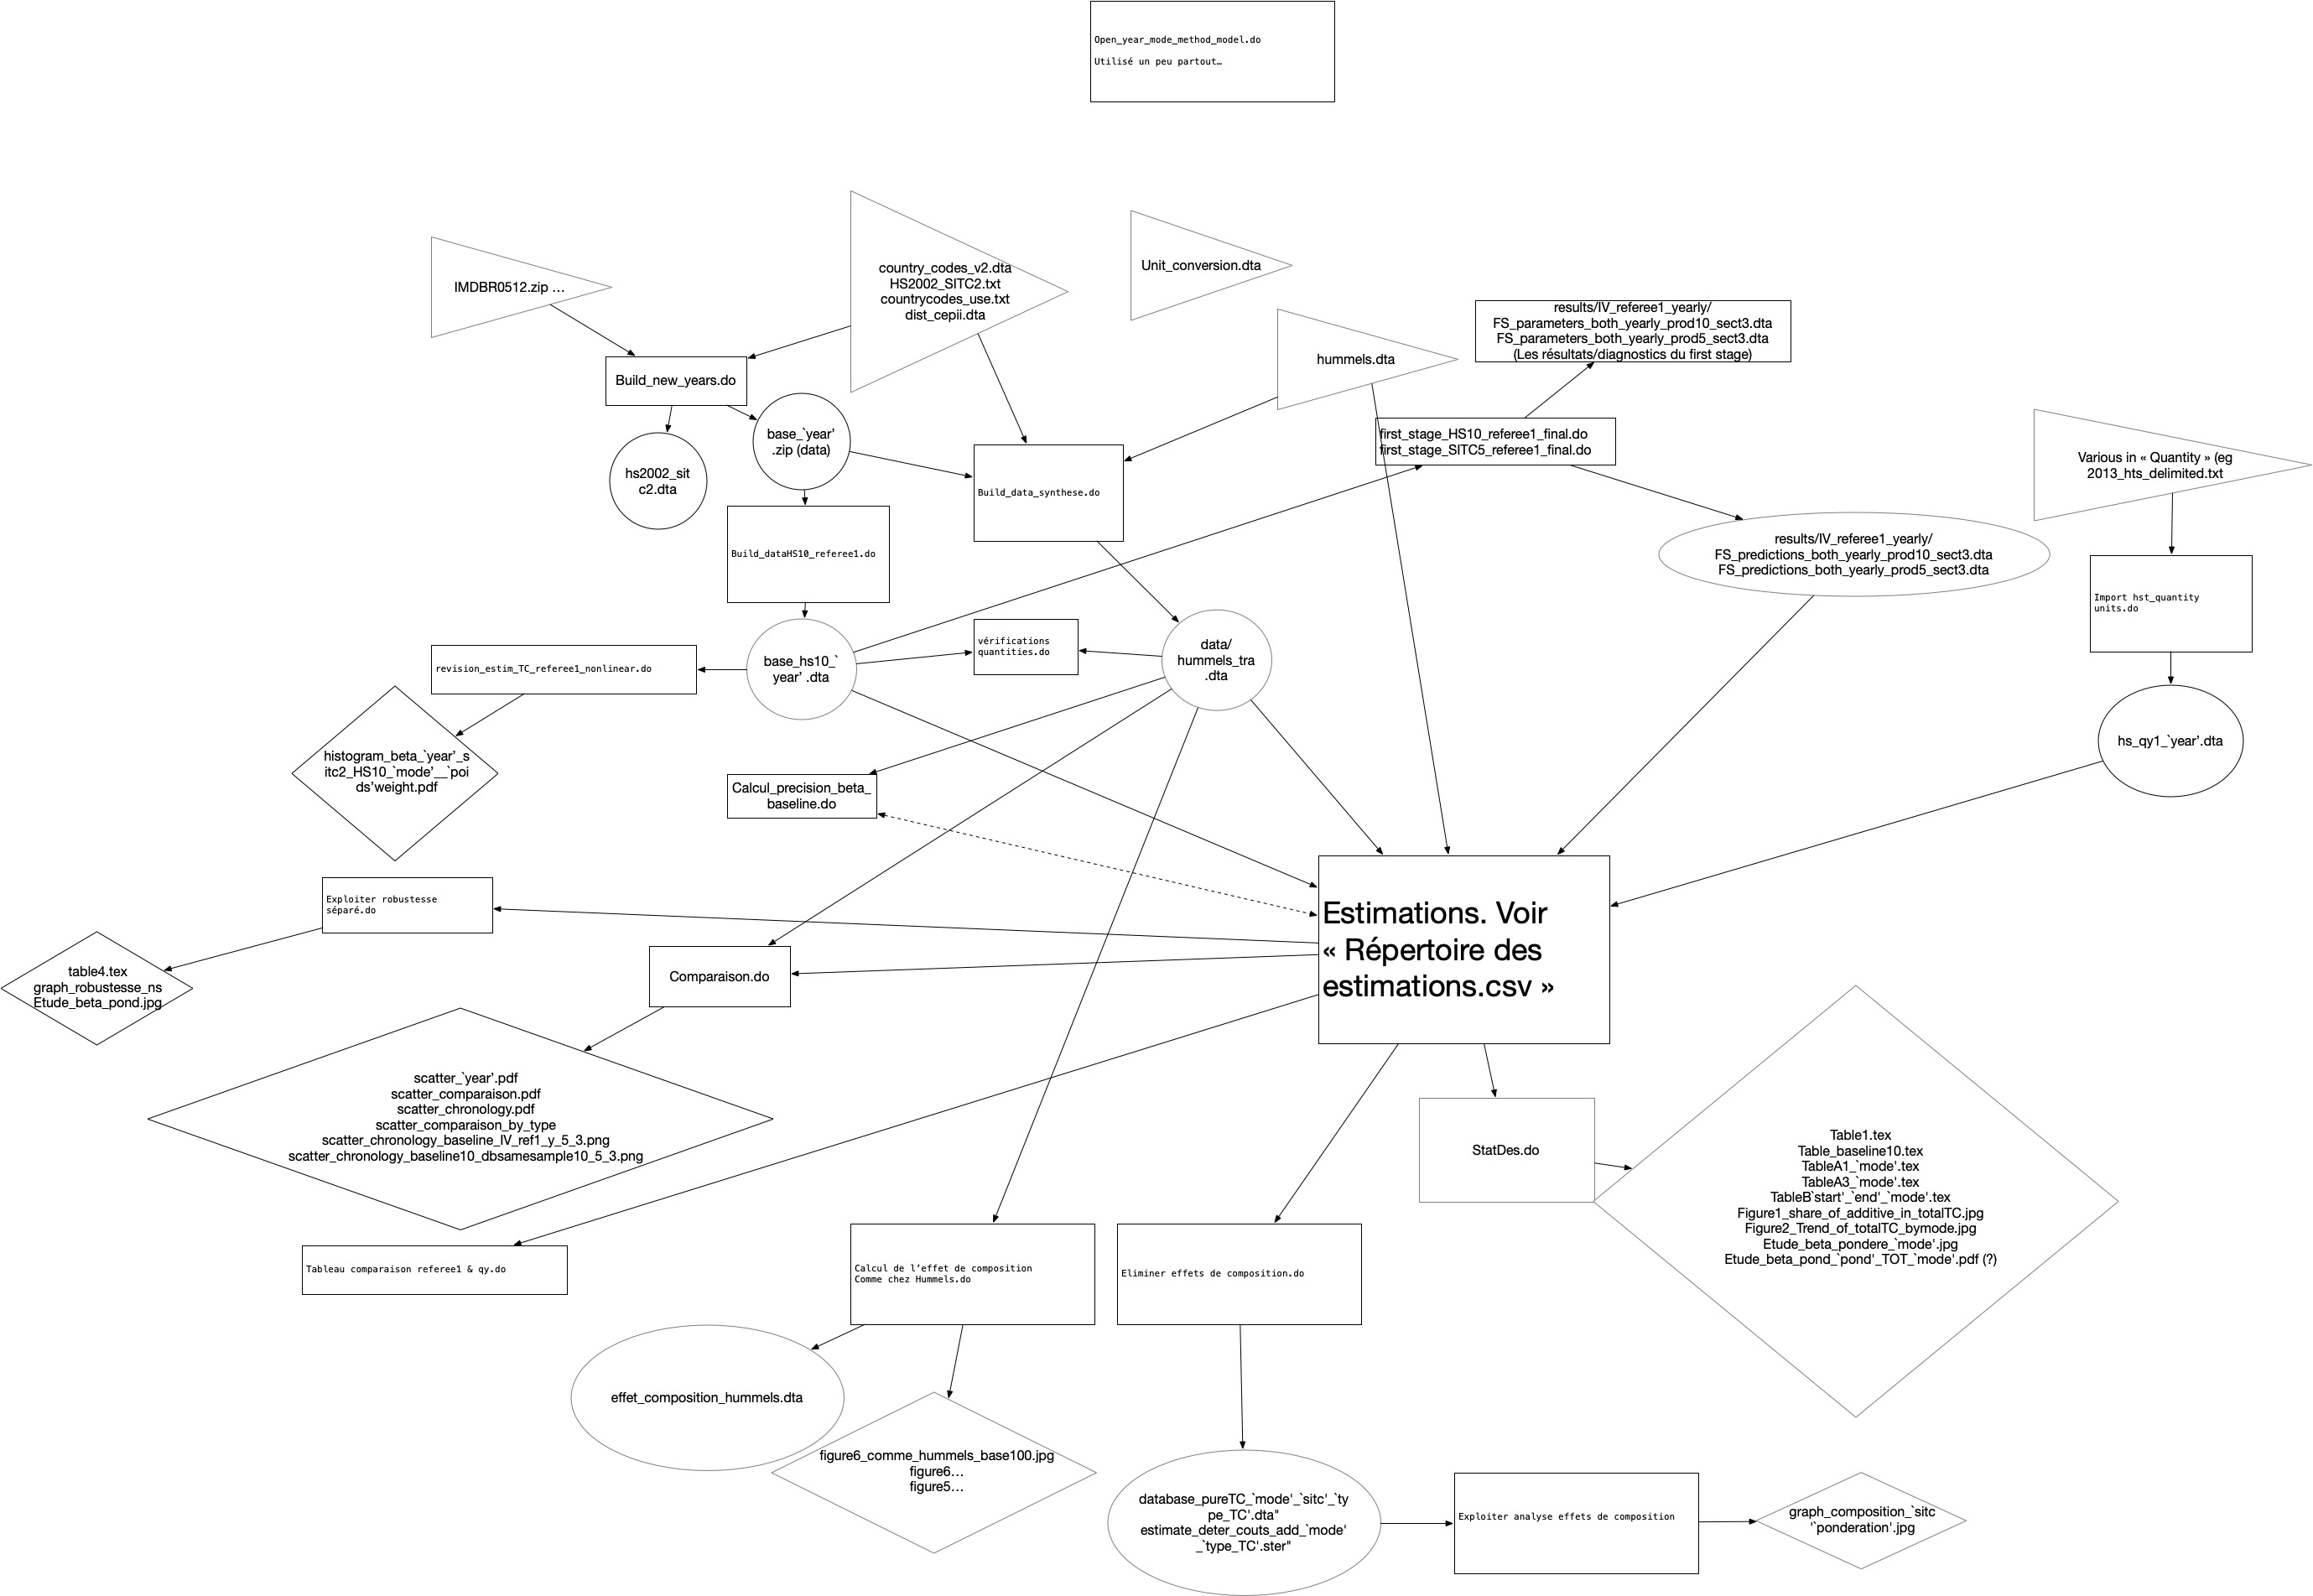 Open_year_mode_method_model.do
Utilisé un peu partout…
IMDBR0512.zip …
country_codes_v2.dta
HS2002_SITC2.txt
countrycodes_use.txt
dist_cepii.dta
Unit_conversion.dta
hummels.dta
results/IV_referee1_yearly/
FS_parameters_both_yearly_prod10_sect3.dta
FS_parameters_both_yearly_prod5_sect3.dta
(Les résultats/diagnostics du first stage)
Build_new_years.do
base_`year’
.zip (data)
hs2002_sit
c2.dta
Build_data_synthese.do
first_stage_HS10_referee1_final.do
first_stage_SITC5_referee1_final.do
Various in « Quantity » (eg
2013_hts_delimited.txt
Build_dataHS10_referee1.do
results/IV_referee1_yearly/
FS_predictions_both_yearly_prod10_sect3.dta
FS_predictions_both_yearly_prod5_sect3.dta
Import hst_quantity
units.do
revision_estim_TC_referee1_nonlinear.do
base_hs10_`
year’ .dta
vérifications
quantities.do
data/
hummels_tra
.dta
hs_qy1_`year’.dta
histogram_beta_`year’_s
itc2_HS10_`mode’__`poi
ds’weight.pdf
Calcul_precision_beta_
baseline.do
Exploiter robustesse
séparé.do
Estimations. Voir
« Répertoire des
estimations.csv »
table4.tex
graph_robustesse_ns
Etude_beta_pond.jpg
Comparaison.do
scatter_`year’.pdf
scatter_comparaison.pdf
scatter_chronology.pdf
scatter_comparaison_by_type
scatter_chronology_baseline_IV_ref1_y_5_3.png
scatter_chronology_baseline10_dbsamesample10_5_3.png
StatDes.do
Table1.tex
Table_baseline10.tex
TableA1_`mode'.tex
TableA3_`mode'.tex
TableB`start'_`end'_`mode'.tex
Figure1_share_of_additive_in_totalTC.jpg
Figure2_Trend_of_totalTC_bymode.jpg
Etude_beta_pondere_`mode'.jpg
Etude_beta_pond_`pond'_TOT_`mode'.pdf (?)
Tableau comparaison referee1 & qy.do
Calcul de l’effet de composition
Comme chez Hummels.do
Eliminer effets de composition.do
effet_composition_hummels.dta
figure6_comme_hummels_base100.jpg
figure6…
figure5…
database_pureTC_`mode'_`sitc'_`ty
pe_TC'.dta"
estimate_deter_couts_add_`mode'
_`type_TC'.ster"
Exploiter analyse effets de composition
graph_composition_`sitc
'`ponderation'.jpg